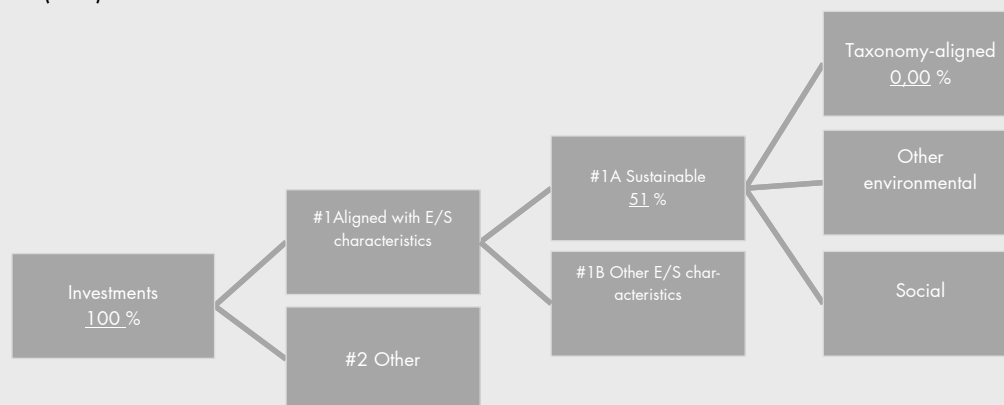 Taxonomy-aligned
0,00 %
Other
environmental
#1A Sustainable
51 %
#1Aligned with E/S
characteristics
#1B Other E/S char-
acteristics
Investments
100 %
Social
#2 Other